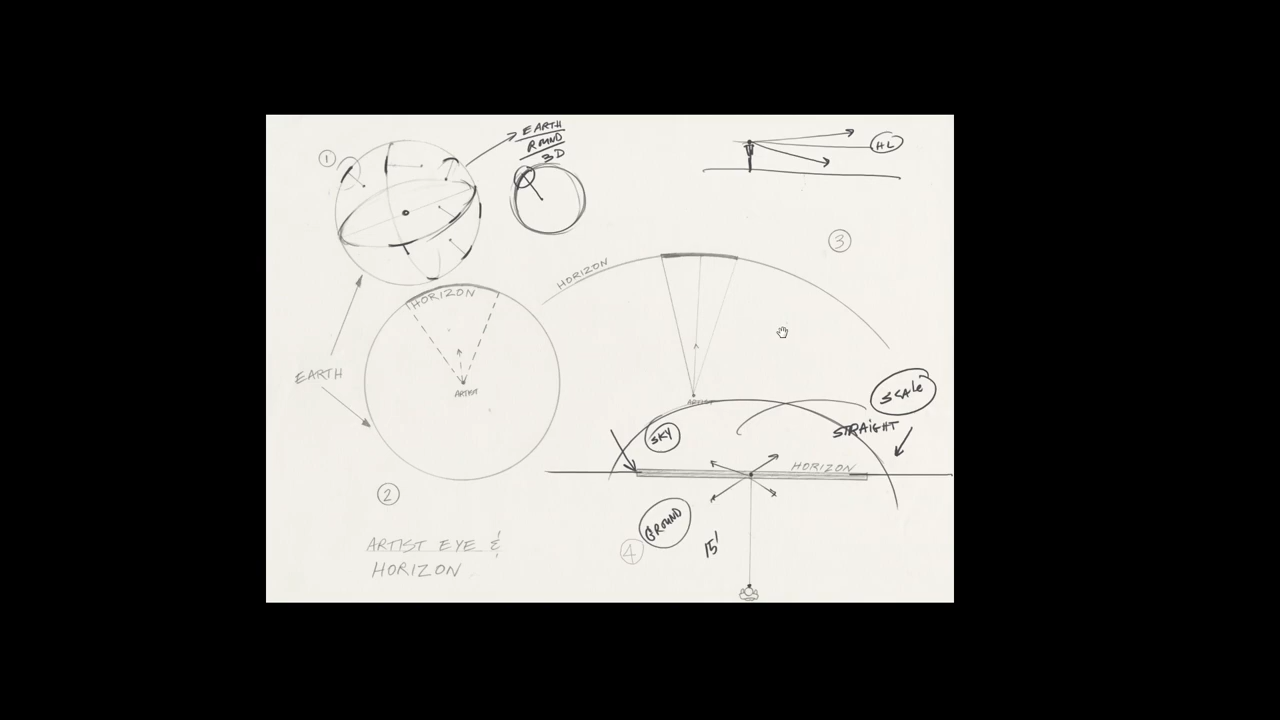 1
EARTH
ROUND
3D
HL
3
HORIZON
HORIZON
EARTH
ARTIST
ARTIST
SCALE
STRAIGHT
SKY
HORIZON
2
GROUND
4
15'
ARTIST EYE &
HORIZON